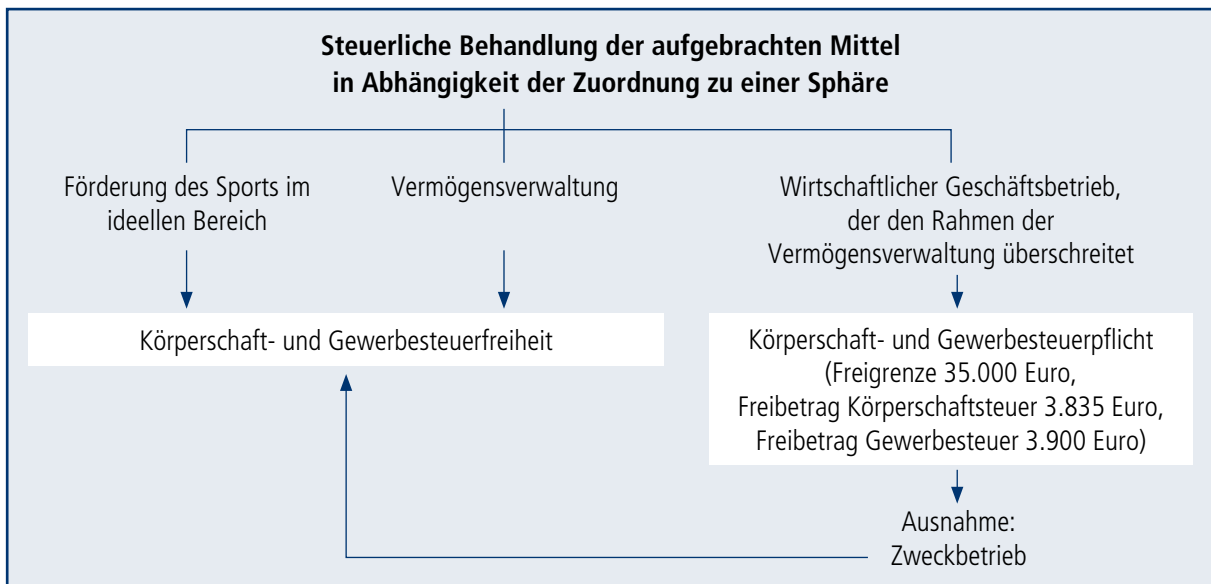 Steuerliche Behandlung der aufgebrachten Mittel
in Abhängigkeit der Zuordnung zu einer Sphäre
Förderung des Sports im
ideellen Bereich
Vermögensverwaltung
Wirtschaftlicher Geschäftsbetrieb,
der den Rahmen der
Vermögensverwaltung überschreitet
Körperschaft- und Gewerbesteuerfreiheit
Körperschaft- und Gewerbesteuerpflicht
(Freigrenze 35.000 Euro,
Freibetrag Körperschaftsteuer 3.835 Euro,
Freibetrag Gewerbesteuer 3.900 Euro)
Ausnahme:
Zweckbetrieb